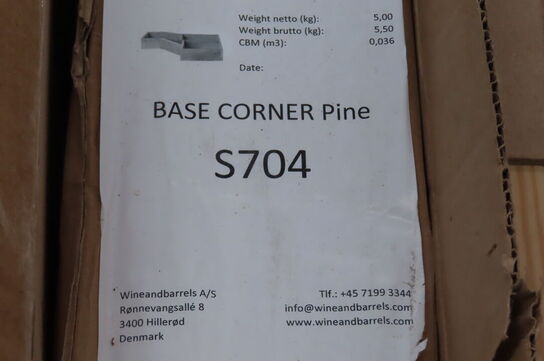 Weight netto (kg): 5,00
Weight brutto (kg): 5,50
CBM (m3): 0,036
Date:
BASE CORNER Pine
S704
Wineandbarrels A/S Tlf.: +45 7199 3344
Rønnevangsallé 8 info@wineandbarrels.com
3400 Hillerød www.wineandbarrels.com
Denmark